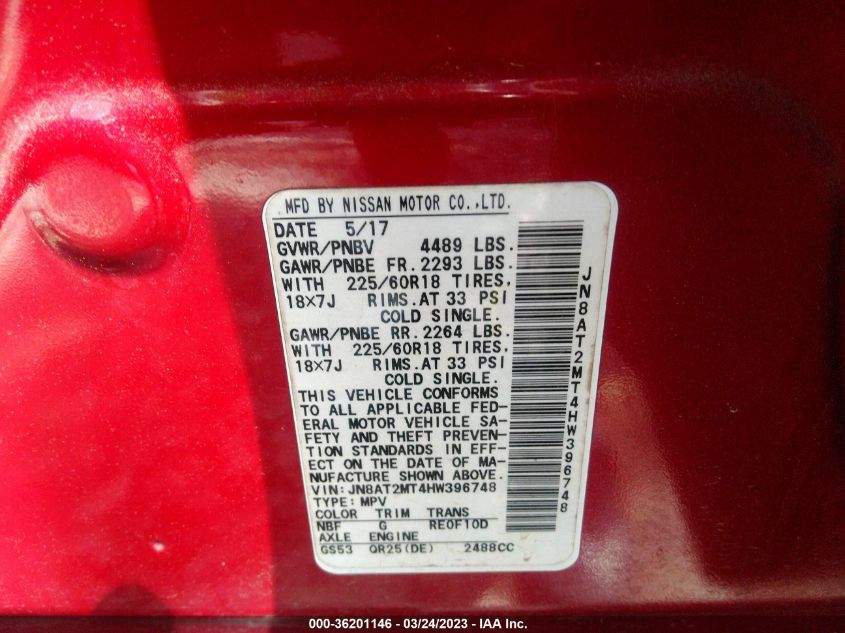 MFD BY NISSAN MOTOR CO.,LTD.
DATE 5/17
GVWR/PNBV 4489 LBS.
GAWR/PNBE FR. 2293 LBS.
WITH 225/60R18 TIRES,
18X7J RIMS. AT 33 PSI
COLD SINGLE.
GAWR/PNBE RR. 2264 LBS.
WITH 225/60R18 TIRES,
18X7J RIMS. AT 33 PSI
COLD SINGLE.
THIS VEHICLE CONFORMS
TO ALL APPLICABLE FED-
ERAL MOTOR VEHICLE SA-
FETY AND THEFT PREVEN-
TION STANDARDS IN EFF-
ECT ON THE DATE OF MA-
NUFACTURE SHOWN ABOVE.
VIN: JN8AT2MT4HW396748
TYPE: MPV
COLOR TRIM TRANS
NBF G RE0F10D
AXLE ENGINE
GS53 QR25(DE) 2488CC
JN8AT2MT4HW396748
000-36201146 - 03/24/2023 - IAA Inc.